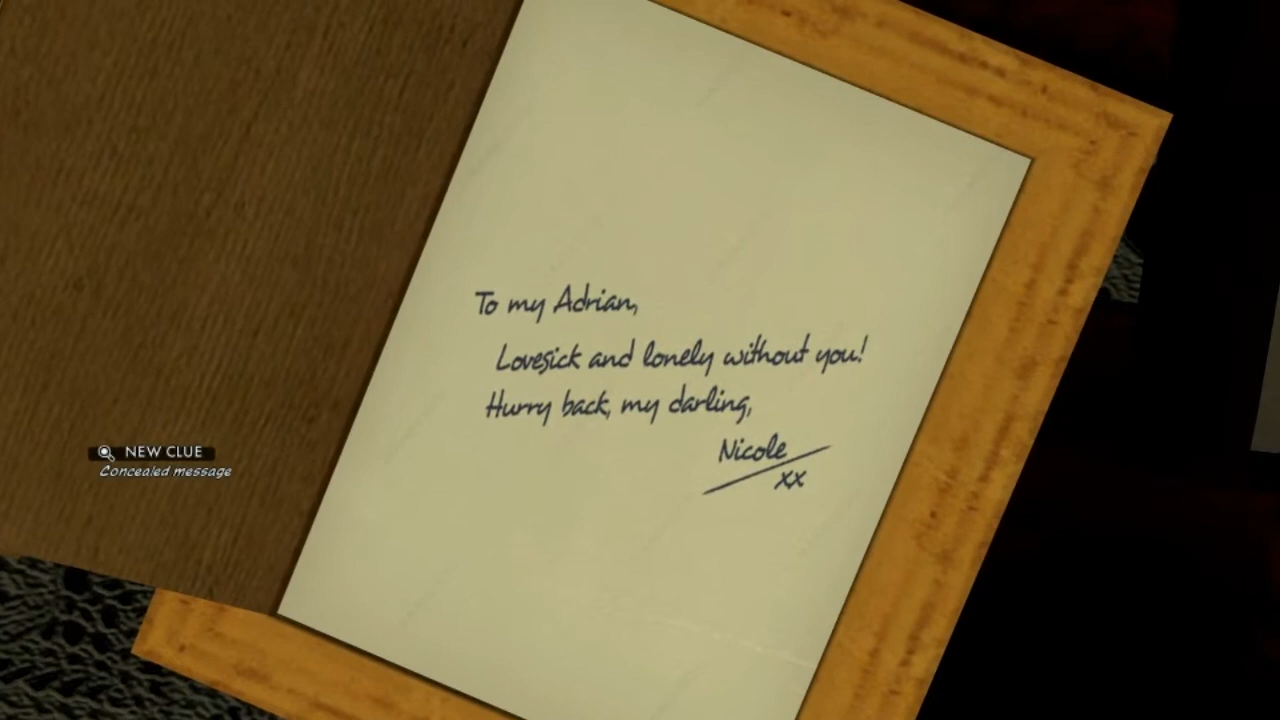 To my Adrian,
Lovesick and lonely without you!
Hurry back, my darling,
Nicole
xx
NEW CLUE
Concealed message